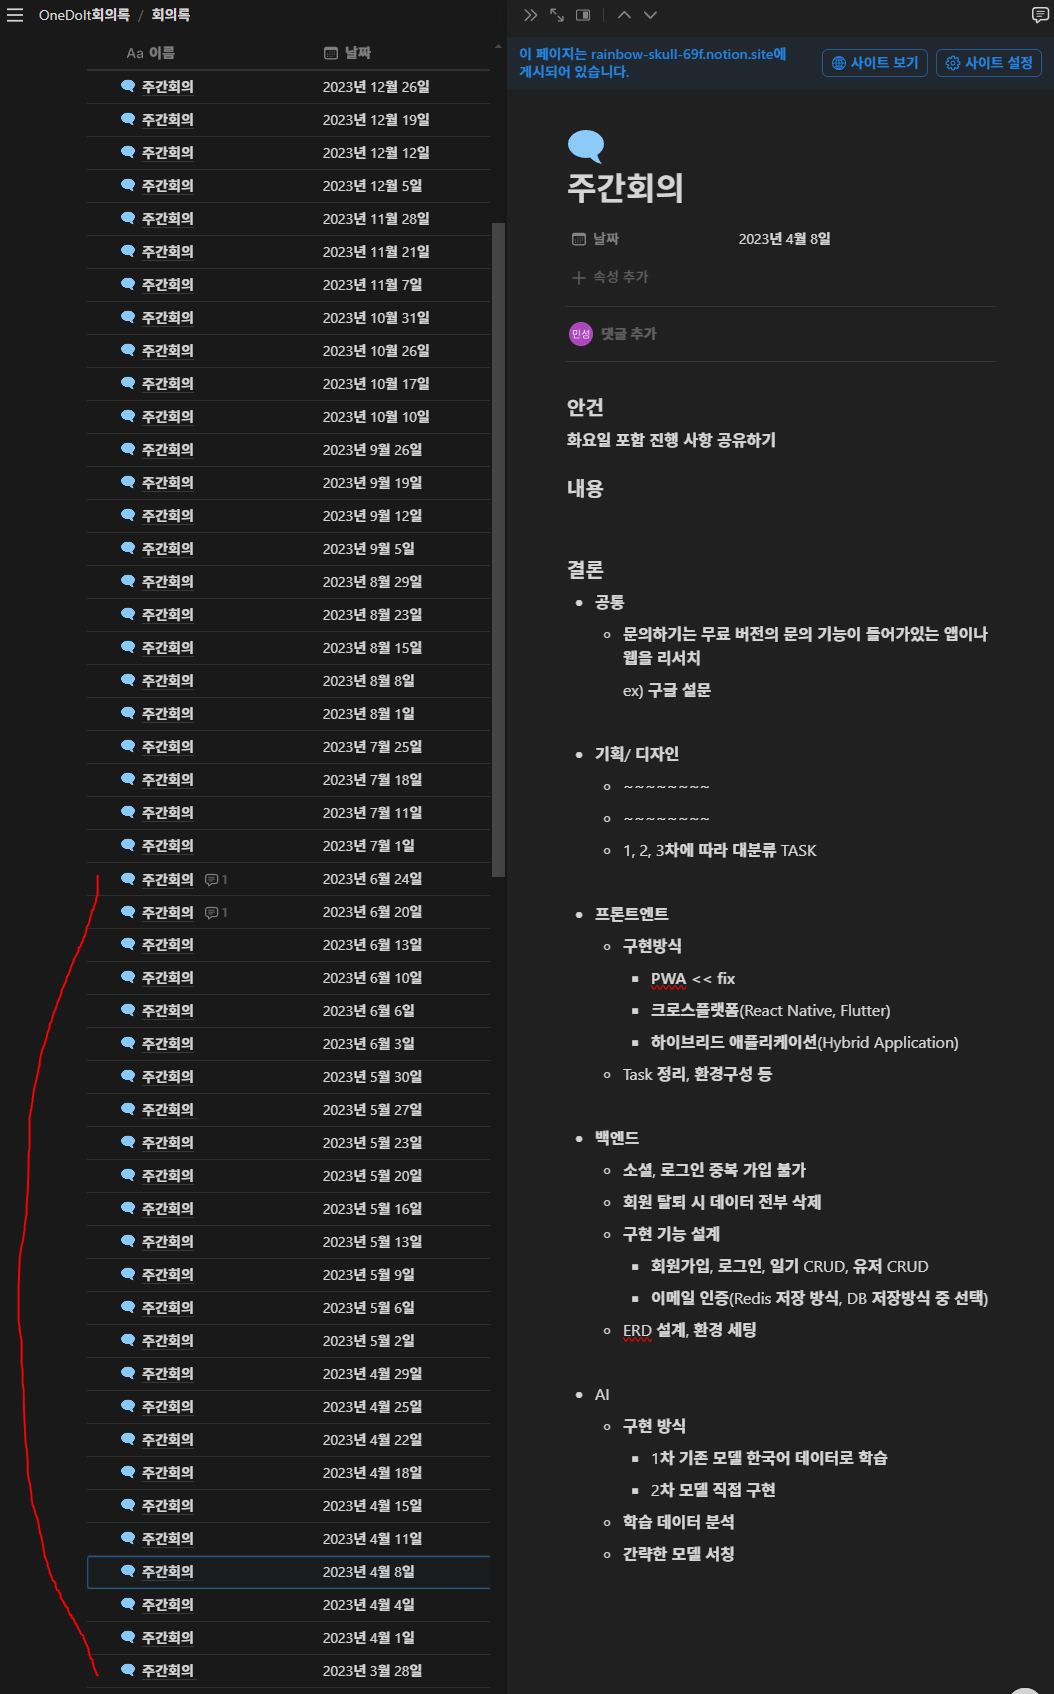 OneDoIt회의록 / 회의록
Aa 이름 날짜
주간회의 2023년 12월 26일
주간회의 2023년 12월 19일
주간회의 2023년 12월 12일
주간회의 2023년 12월 5일
주간회의 2023년 11월 28일
주간회의 2023년 11월 21일
주간회의 2023년 11월 7일
주간회의 2023년 10월 31일
주간회의 2023년 10월 26일
주간회의 2023년 10월 17일
주간회의 2023년 10월 10일
주간회의 2023년 9월 26일
주간회의 2023년 9월 19일
주간회의 2023년 9월 12일
주간회의 2023년 9월 5일
주간회의 2023년 8월 29일
주간회의 2023년 8월 23일
주간회의 2023년 8월 15일
주간회의 2023년 8월 8일
주간회의 2023년 8월 1일
주간회의 2023년 7월 25일
주간회의 2023년 7월 18일
주간회의 2023년 7월 11일
주간회의 2023년 7월 1일
주간회의 1 2023년 6월 24일
주간회의 1 2023년 6월 20일
주간회의 2023년 6월 13일
주간회의 2023년 6월 10일
주간회의 2023년 6월 6일
주간회의 2023년 6월 3일
주간회의 2023년 5월 30일
주간회의 2023년 5월 27일
주간회의 2023년 5월 23일
주간회의 2023년 5월 20일
주간회의 2023년 5월 16일
주간회의 2023년 5월 13일
주간회의 2023년 5월 9일
주간회의 2023년 5월 6일
주간회의 2023년 5월 2일
주간회의 2023년 4월 29일
주간회의 2023년 4월 25일
주간회의 2023년 4월 22일
주간회의 2023년 4월 18일
주간회의 2023년 4월 15일
주간회의 2023년 4월 11일
주간회의 2023년 4월 8일
주간회의 2023년 4월 4일
주간회의 2023년 4월 1일
주간회의 2023년 3월 28일
이 페이지는 rainbow-skull-69f.notion.site에
게시되어 있습니다.
사이트 보기 사이트 설정
주간회의
날짜 2023년 4월 8일
속성 추가
민성 댓글 추가
안건
화요일 포함 진행 사항 공유하기
내용
결론
공통
문의하기는 무료 버전의 문의 기능이 들어가있는 앱이나
웹을 리서치
ex) 구글 설문
기획/ 디자인
~~~~~~~~
~~~~~~~~
1, 2, 3차에 따라 대분류 TASK
프론트엔트
구현방식
PWA << fix
크로스플랫폼(React Native, Flutter)
하이브리드 애플리케이션(Hybrid Application)
Task 정리, 환경구성 등
백엔드
소셜, 로그인 중복 가입 불가
회원 탈퇴 시 데이터 전부 삭제
구현 기능 설계
회원가입, 로그인, 일기 CRUD, 유저 CRUD
이메일 인증(Redis 저장 방식, DB 저장방식 중 선택)
ERD 설계, 환경 세팅
AI
구현 방식
1차 기존 모델 한국어 데이터로 학습
2차 모델 직접 구현
학습 데이터 분석
간략한 모델 서칭